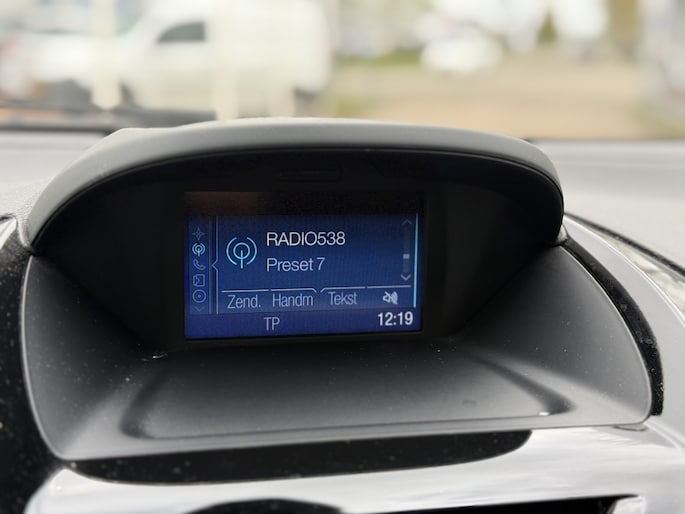 RADIO538
Preset 7
Zend. Handm Tekst
TP 12:19